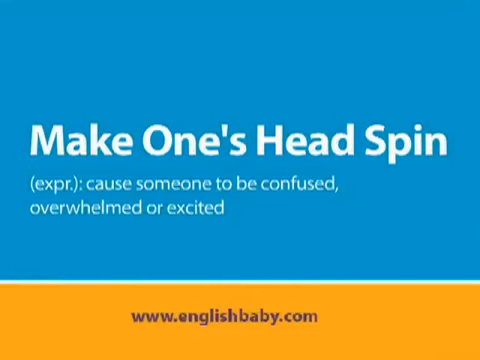 Make One's Head Spin
(expr.): cause someone to be confused,
overwhelmed or excited
www.englishbaby.com